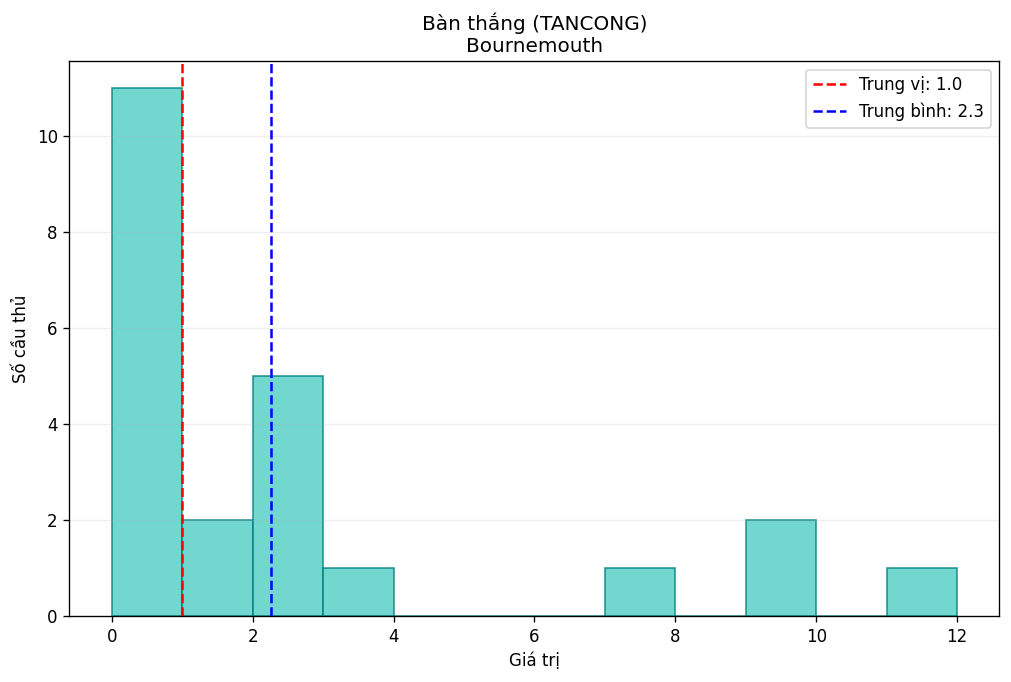 Bàn thắng (TANCONG)
Bournemouth
Trung vị: 1.0
Trung bình: 2.3
Số cầu thủ
10
8
6
4
2
0
0 2 4 6 8 10 12
Giá trị